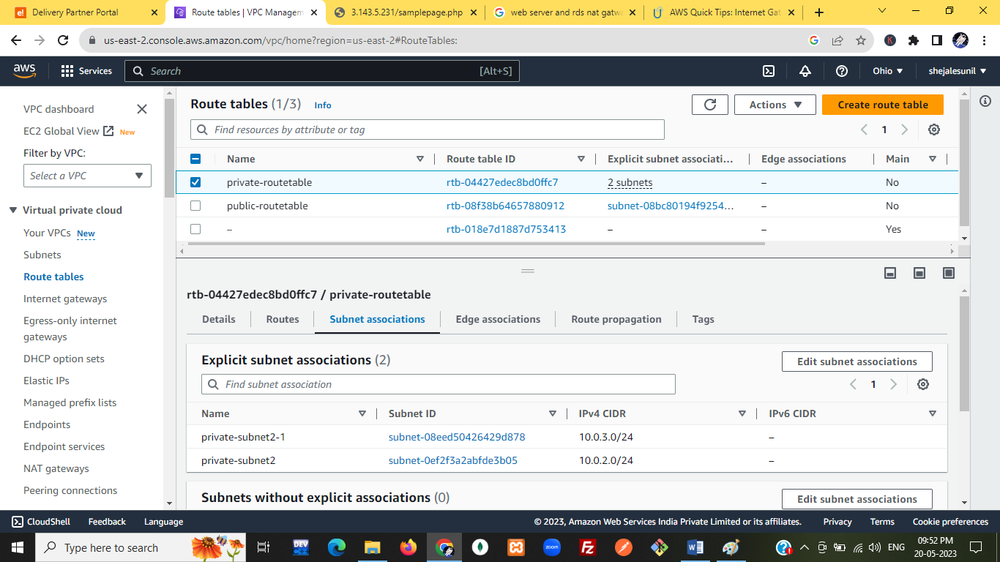 Delivery Partner Portal
Route tables | VPC Managem
3.143.5.231/samplepage.php
web server and rds nat gatwa
AWS Quick Tips: Internet Gat
us-east-2.console.aws.amazon.com/vpc/home?region=us-east-2#RouteTables:
aws
Services
Search
[Alt+S]
Ohio
shejalesunil
VPC dashboard
EC2 Global View
New
Filter by VPC:
Select a VPC
Virtual private cloud
Your VPCs New
Subnets
Route tables
Internet gateways
Egress-only internet
gateways
DHCP option sets
Elastic IPs
Managed prefix lists
Endpoints
Endpoint services
NAT gateways
Peering connections
Route tables (1/3) Info
Actions
Create route table
Find resources by attribute or tag
1
Name Route table ID Explicit subnet associati... Edge associations Main
private-routetable rtb-04427edec8bd0ffc7 2 subnets – No
public-routetable rtb-08f38b64657880912 subnet-08bc80194f9254... – No
– rtb-018e7d1887d753413 – – Yes
rtb-04427edec8bd0ffc7 / private-routetable
Details Routes Subnet associations Edge associations Route propagation Tags
Explicit subnet associations (2)
Edit subnet associations
Find subnet association
1
Name Subnet ID IPv4 CIDR IPv6 CIDR
private-subnet2-1 subnet-08eed50426429d878 10.0.3.0/24 –
private-subnet2 subnet-0ef2f3a2abfde3b05 10.0.2.0/24 –
Subnets without explicit associations (0)
Edit subnet associations
CloudShell Feedback Language
© 2023, Amazon Web Services India Private Limited or its affiliates. Privacy Terms Cookie preferences
Type here to search
DEV
zoom
ENG
09:52 PM
20-05-2023